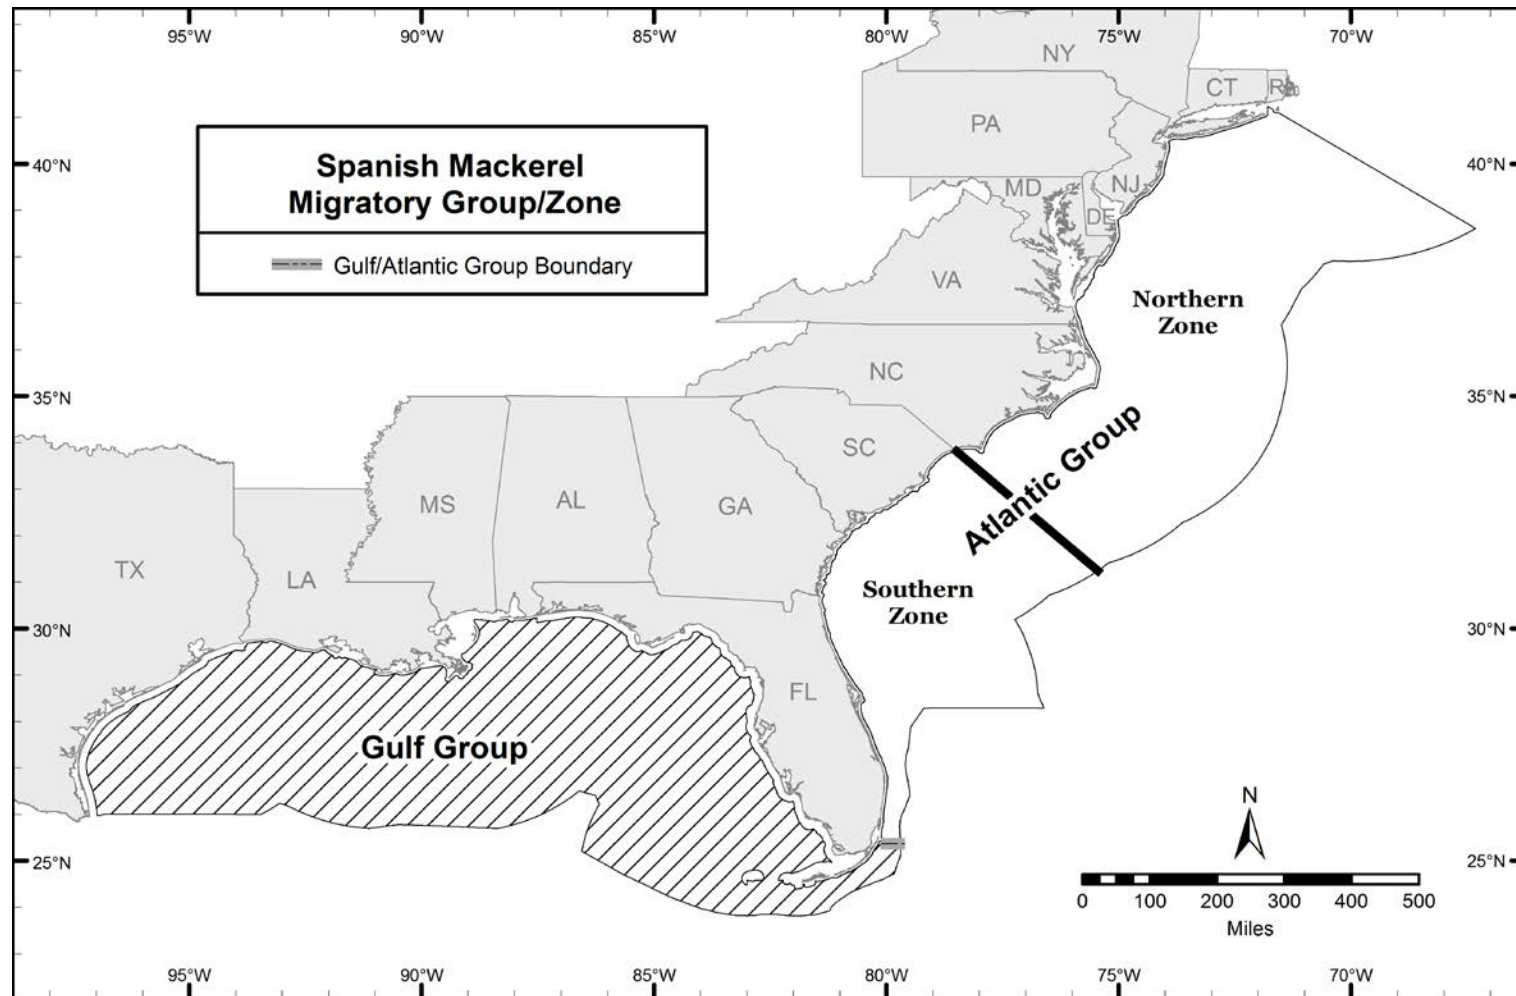 95°W
90°W
85°W
80°W
75°W
70°W
NY
CT
RI
PA
40°N
40°N
Spanish Mackerel
Migratory Group/Zone
Gulf/Atlantic Group Boundary
MD
NJ
DE
VA
Northern
Zone
NC
35°N
35°N
SC
Atlantic Group
MS
AL
GA
TX
LA
Southern
Zone
30°N
30°N
FL
Gulf Group
N
25°N
25°N
0
100
200
300
400
500
Miles
95°W
90°W
85°W
80°W
75°W
70°W